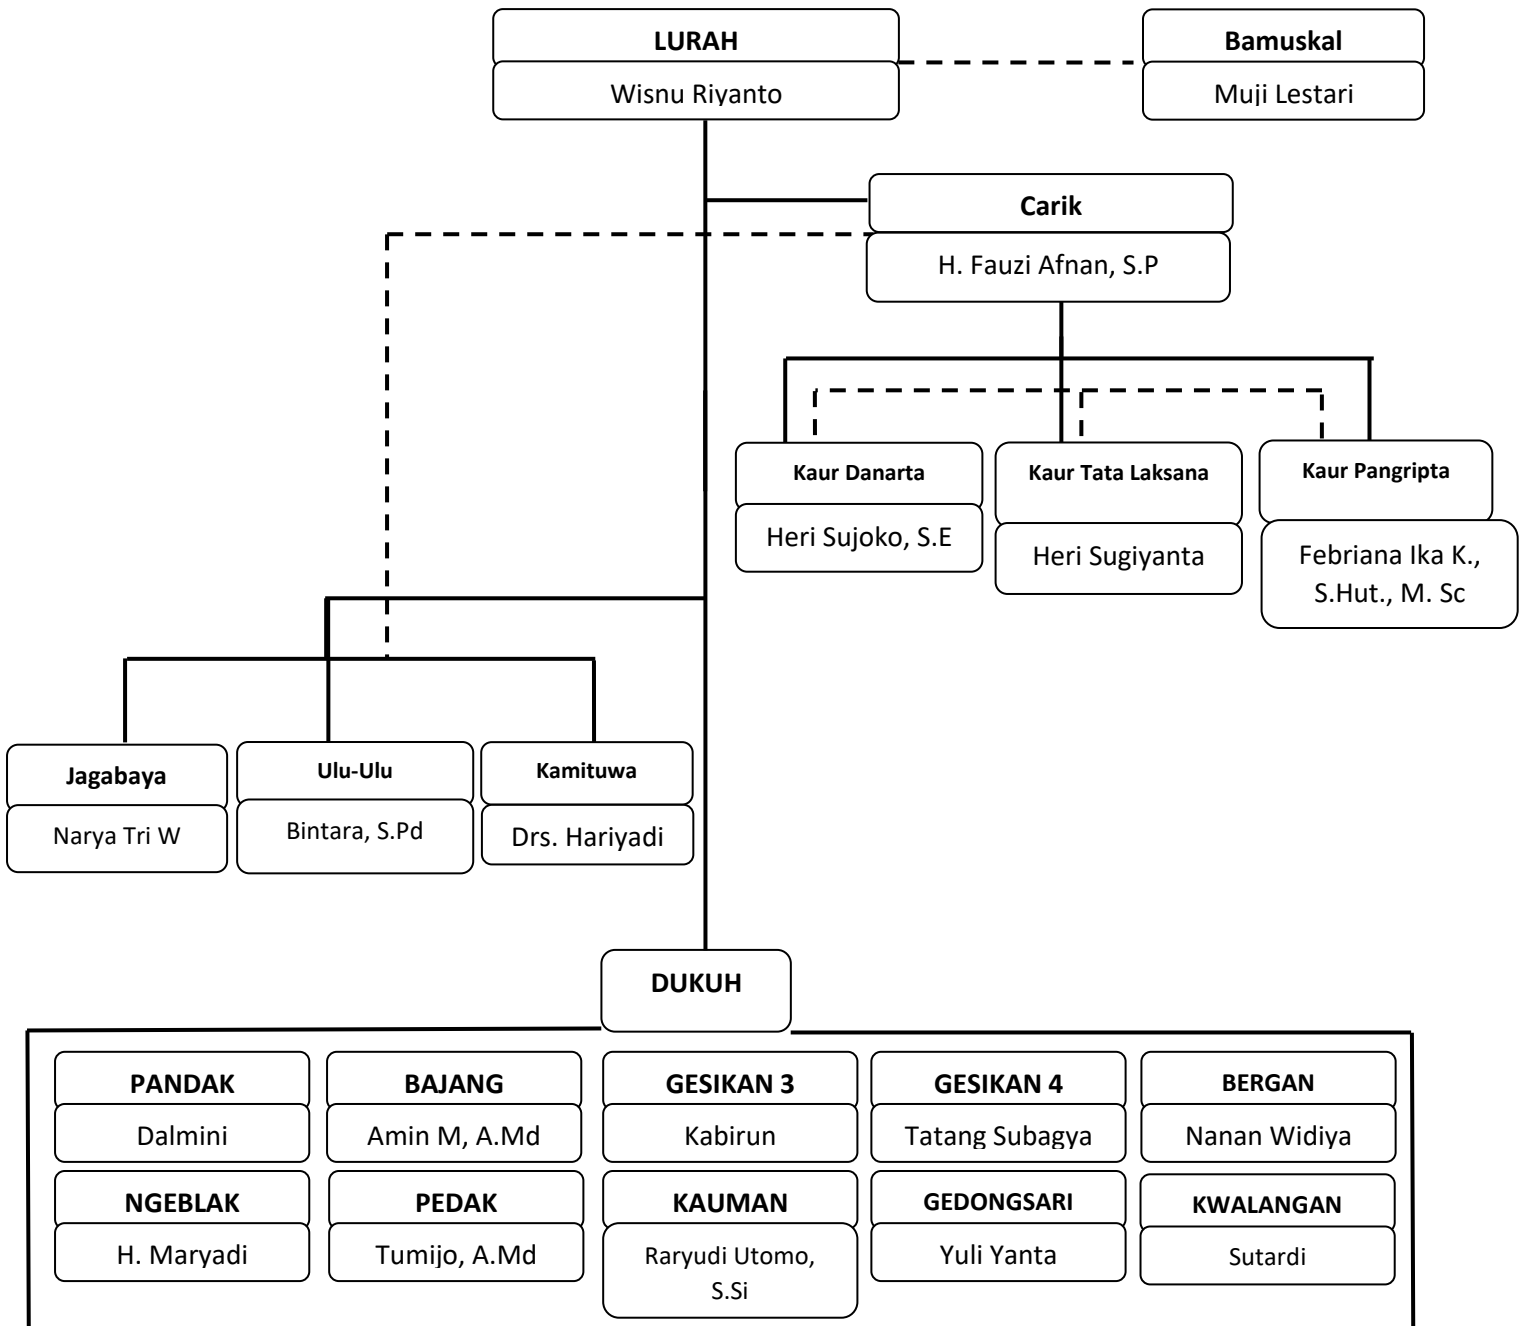 LURAH
Wisnu Riyanto
Bamuskal
Muji Lestari
Carik
H. Fauzi Afnan, S.P
Kaur Danarta
Heri Sujoko, S.E
Kaur Tata Laksana
Heri Sugiyanta
Kaur Pangripta
Febriana Ika K.,
S.Hut., M. Sc
Jagabaya
Narya Tri W
Ulu-Ulu
Bintara, S.Pd
Kamituwa
Drs. Hariyadi
DUKUH
PANDAK
Dalmini
BAJANG
Amin M, A.Md
GESIKAN 3
Kabirun
GESIKAN 4
Tatang Subagya
BERGAN
Nanan Widiya
NGEBLAK
H. Maryadi
PEDAK
Tumijo, A.Md
KAUMAN
Raryudi Utomo,
S.Si
GEDONGSARI
Yuli Yanta
KWALANGAN
Sutardi